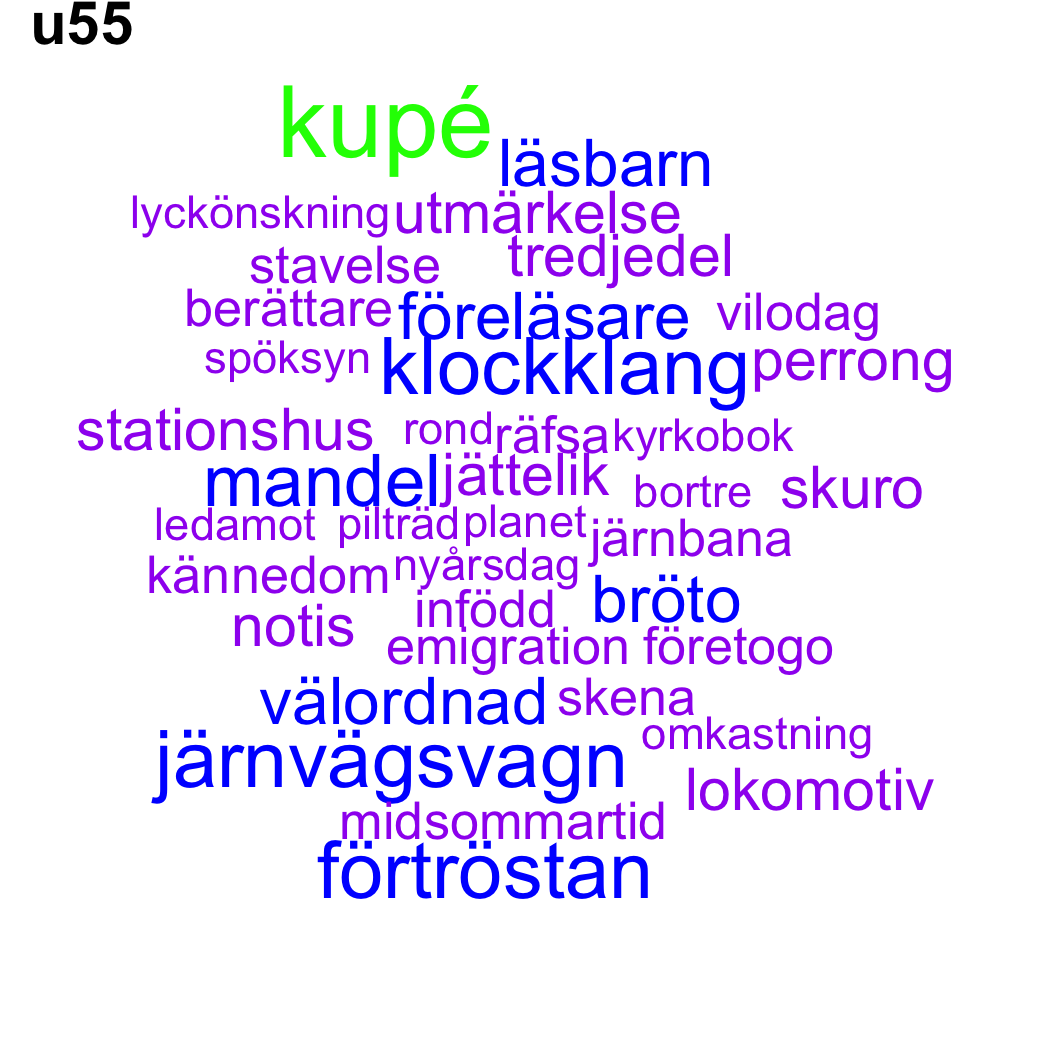 u55
kupé
läsbarn
lyckönskning utmärkelse
stavelse tredjedel
berättare föreläsare vilodag
spöksyn klockklang perrong
stationshus rond räfsa kyrkobok
mandel jättelik bortre skuro
ledamot pilträd planet järnbana
kännedom nyårsdag bröto
notis infödd
emigration företogo
välordnad skena
järnvägsvagn omkastning
lokomotiv
midsommartid
förtröstan